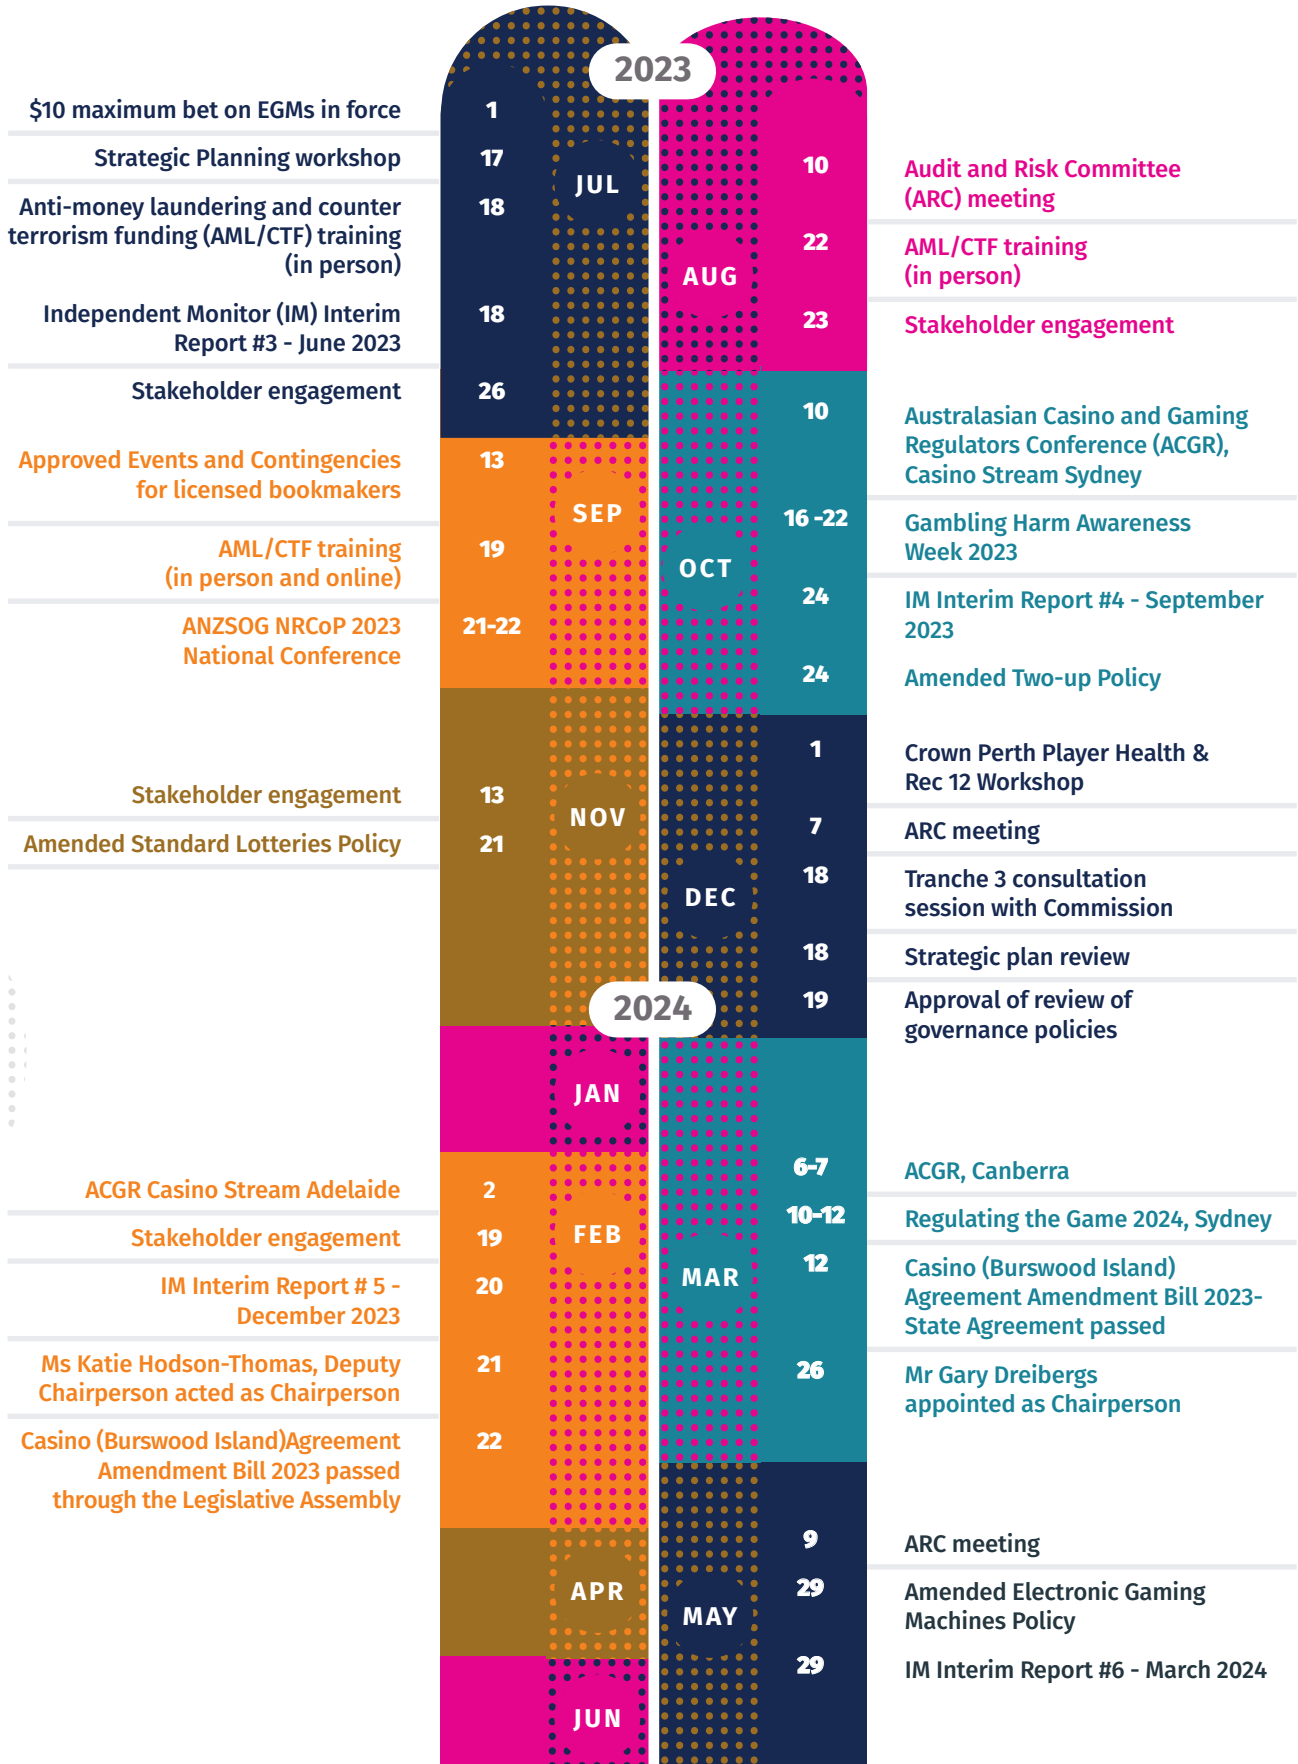 2023
$10 maximum bet on EGMs in force
1
Strategic Planning workshop
17
JUL
Anti-money laundering and counter
terrorism funding (AML/CTF) training
(in person)
18
Independent Monitor (IM) Interim
Report #3 - June 2023
18
Stakeholder engagement
26
10
Audit and Risk Committee
(ARC) meeting
AUG
22
AML/CTF training
(in person)
23
Stakeholder engagement
Approved Events and Contingencies
for licensed bookmakers
13
SEP
AML/CTF training
(in person and online)
19
ANZSOG NRCoP 2023
National Conference
21-22
10
Australasian Casino and Gaming
Regulators Conference (ACGR),
Casino Stream Sydney
16 -22
Gambling Harm Awareness
Week 2023
OCT
24
IM Interim Report #4 - September
2023
24
Amended Two-up Policy
Stakeholder engagement
13
NOV
Amended Standard Lotteries Policy
21
1
Crown Perth Player Health &
Rec 12 Workshop
7
ARC meeting
DEC
18
Tranche 3 consultation
session with Commission
18
Strategic plan review
19
Approval of review of
governance policies
2024
JAN
ACGR Casino Stream Adelaide
2
Stakeholder engagement
19
FEB
IM Interim Report # 5 -
December 2023
20
Ms Katie Hodson-Thomas, Deputy
Chairperson acted as Chairperson
21
Casino (Burswood Island)Agreement
Amendment Bill 2023 passed
through the Legislative Assembly
22
6-7
ACGR, Canberra
10-12
Regulating the Game 2024, Sydney
MAR
12
Casino (Burswood Island)
Agreement Amendment Bill 2023-
State Agreement passed
26
Mr Gary Dreibergs
appointed as Chairperson
APR
9
ARC meeting
29
Amended Electronic Gaming
Machines Policy
MAY
29
IM Interim Report #6 - March 2024
JUN